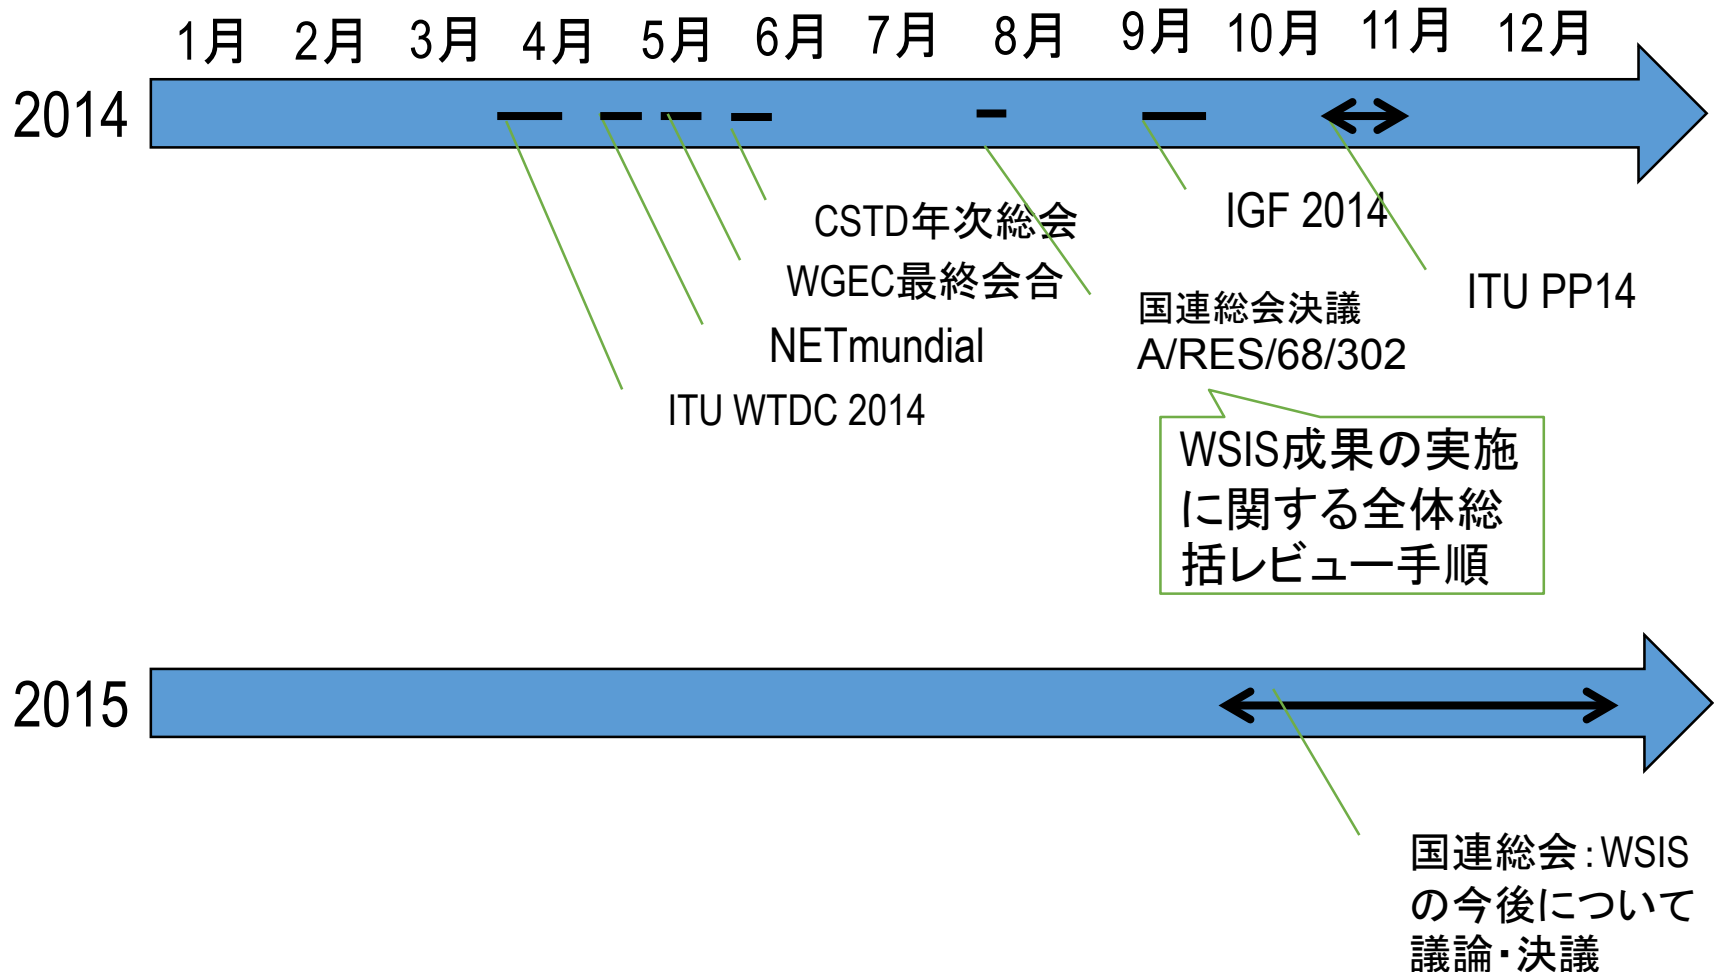 1月 2月 3月 4月 5月 6月 7月 8月 9月 10月 11月 12月
2014
CSTD年次総会
WGEC最終会合
NETmundial
ITU WTDC 2014
IGF 2014
ITU PP14
国連総会決議
A/RES/68/302
WSIS成果の実施
に関する全体総
括レビュー手順
2015
国連総会：WSIS
の今後について
議論・決議